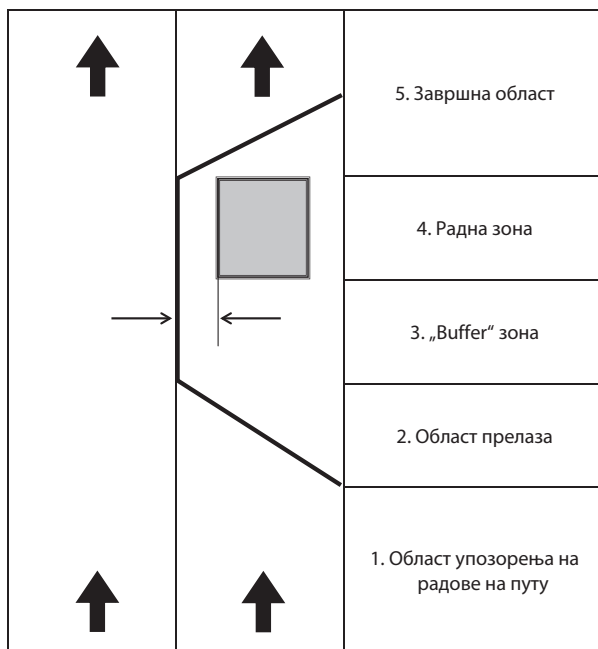 5. Завршна област
4. Радна зона
3. „Buffer“ зона
2. Област прелаза
1. Област упозорења на
радове на путу